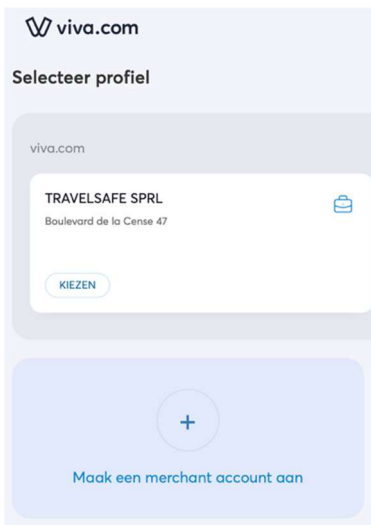 viva.com
Selecteer profiel
viva.com
TRAVELSAFE SPRL
Boulevard de la Cense 47
KIEZEN
+
Maak een merchant account aan